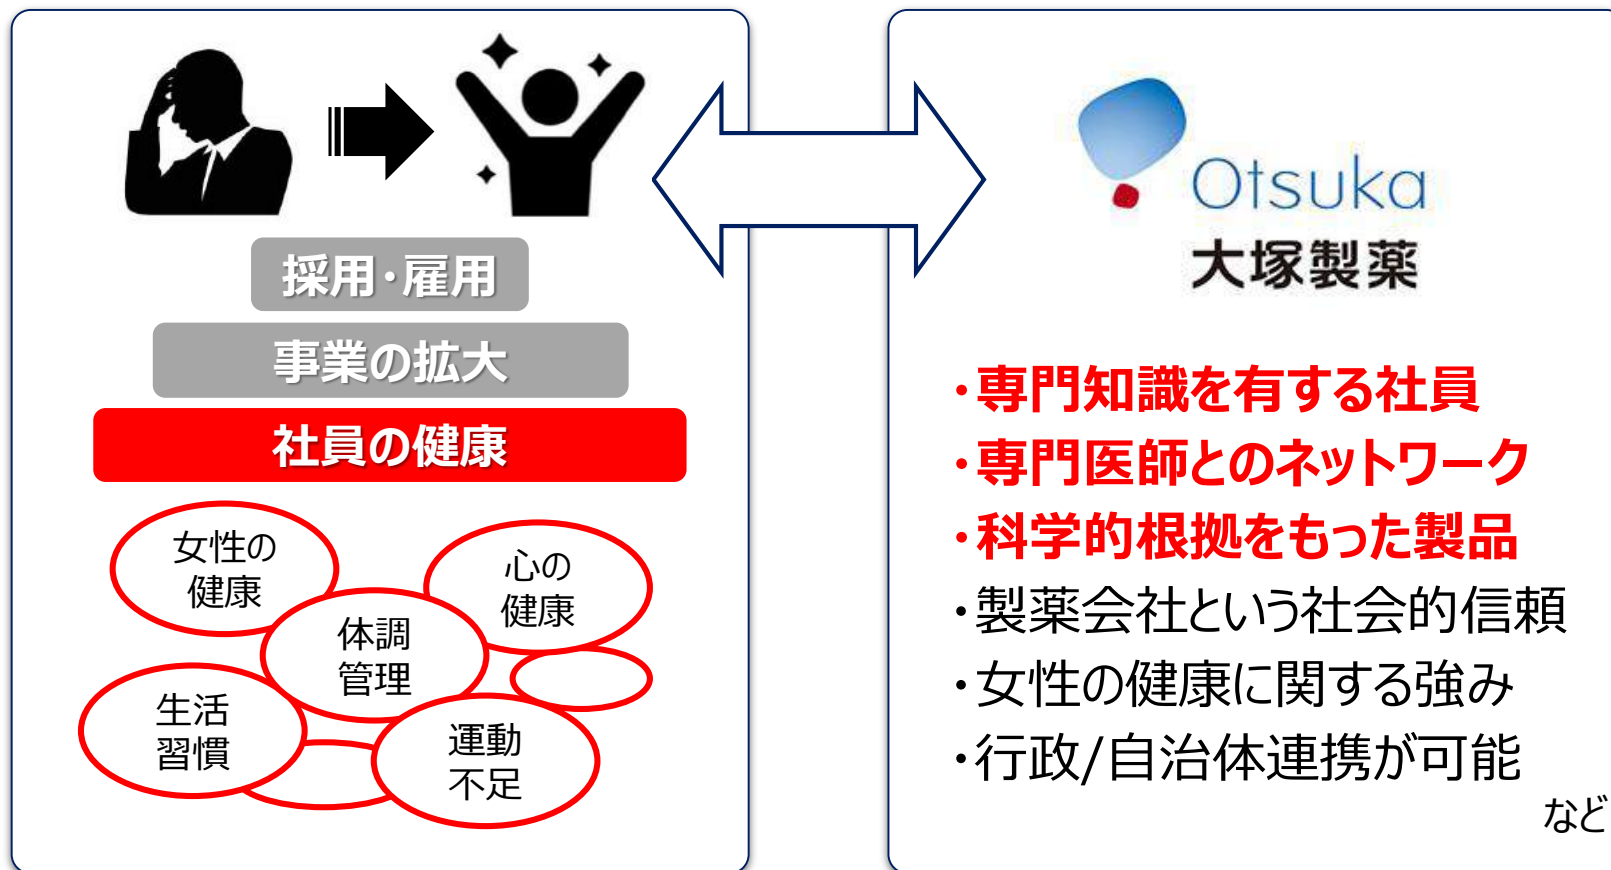 採用・雇用
事業の拡大
社員の健康
女性の
健康
心の
健康
体調
管理
生活
習慣
運動
不足
Otsuka
大塚製薬
・専門知識を有する社員
・専門医師とのネットワーク
・科学的根拠をもった製品
・製薬会社という社会的信頼
・女性の健康に関する強み
・行政/自治体連携が可能
など